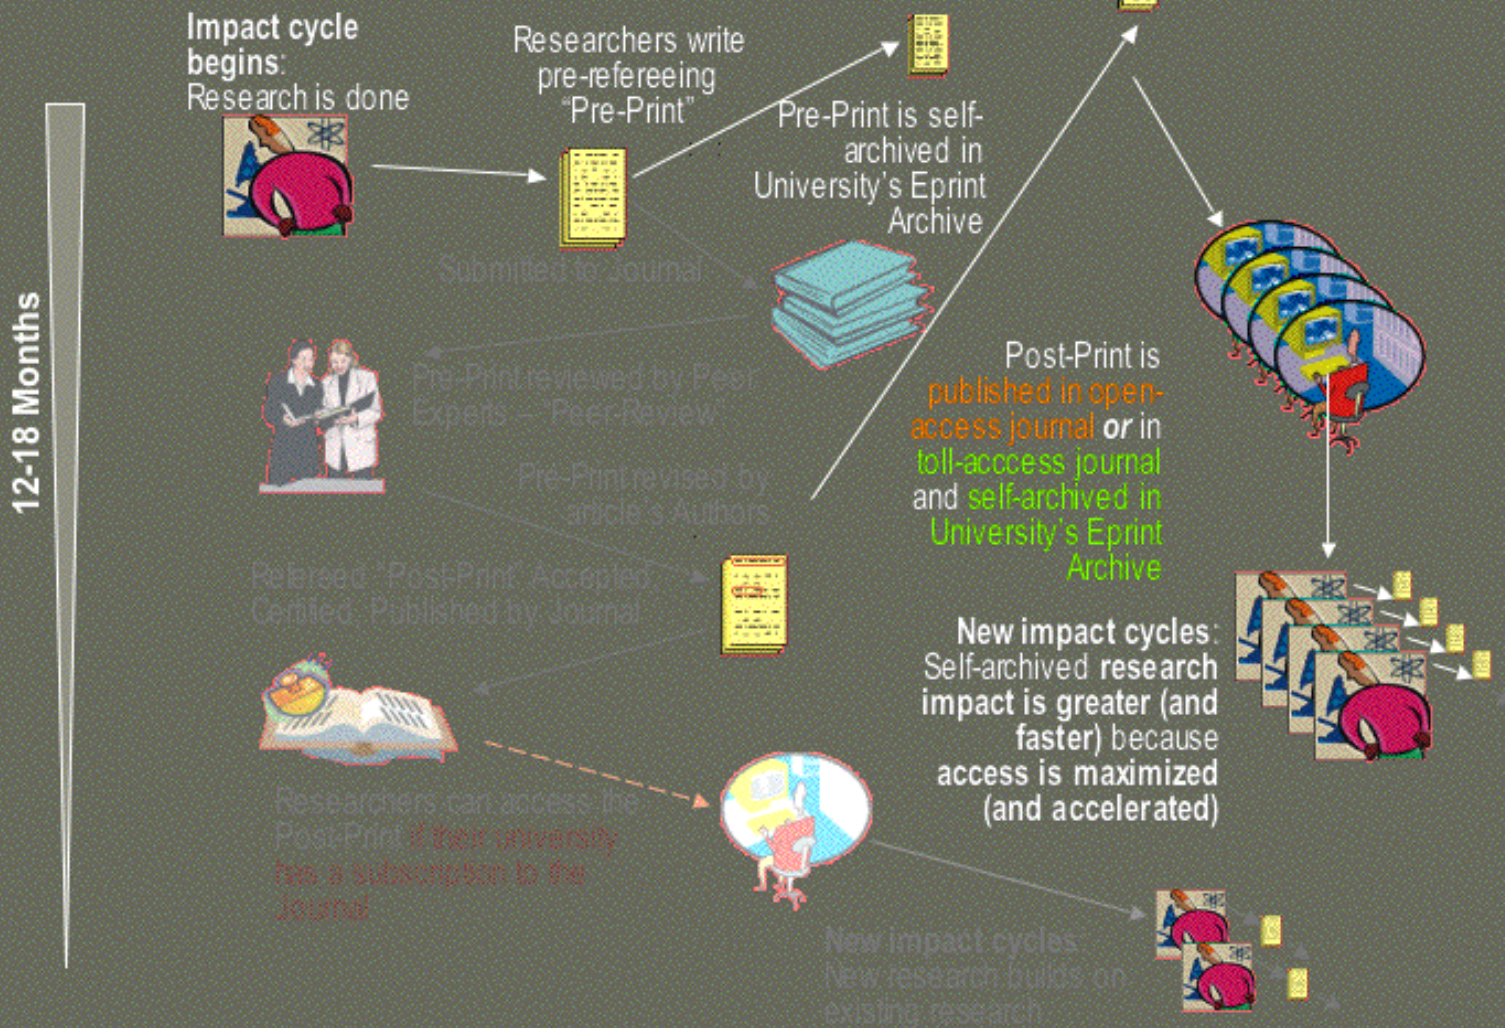 Impact cycle
begins:
Research is done
Researchers write
pre-refereeing
“Pre-Print”
Pre-Print is self-
archived in
University’s Eprint
Archive
12-18 Months
Submitted to Journal
Pre-Print reviewed by Peer
Experts – “Peer-Review”
Pre-Print revised by
article’s Authors
Refereed “Post-Print” Accepted,
Certified, Published by Journal
Researchers can access the
Post-Print if their university
has a subscription to the
Journal
Post-Print is
published in open-
access journal or in
toll-acccess journal
and self-archived in
University’s Eprint
Archive
New impact cycles:
Self-archived research
impact is greater (and
faster) because
access is maximized
(and accelerated)
New impact cycles:
New research builds on
existing research